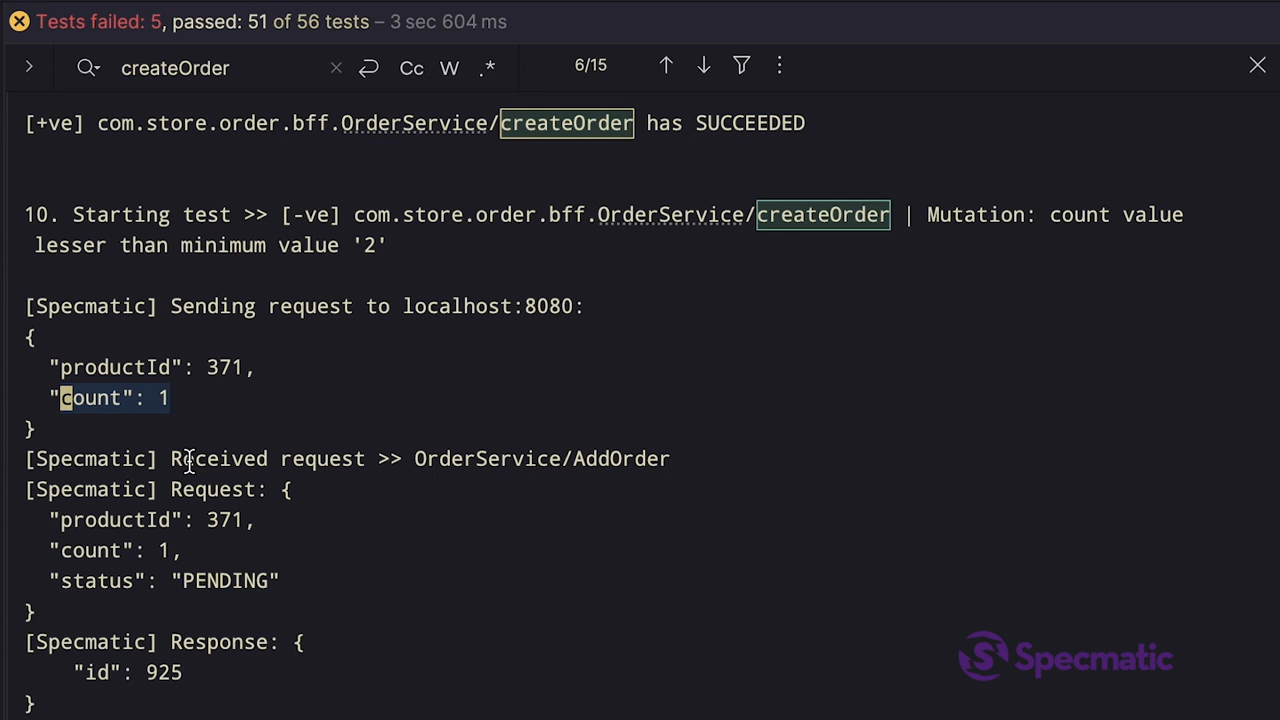 Tests failed: 5, passed: 51 of 56 tests – 3 sec 604 ms
createOrder × Cc W .* 6/15
[+ve] com.store.order.bff.OrderService/createOrder has SUCCEEDED
10. Starting test >> [-ve] com.store.order.bff.OrderService/createOrder | Mutation: count value
lesser than minimum value '2'
[Specmatic] Sending request to localhost:8080:
{
"productId": 371,
"count": 1
}
[Specmatic] Received request >> OrderService/AddOrder
[Specmatic] Request: {
"productId": 371,
"count": 1,
"status": "PENDING"
}
[Specmatic] Response: {
"id": 925
}
Specmatic